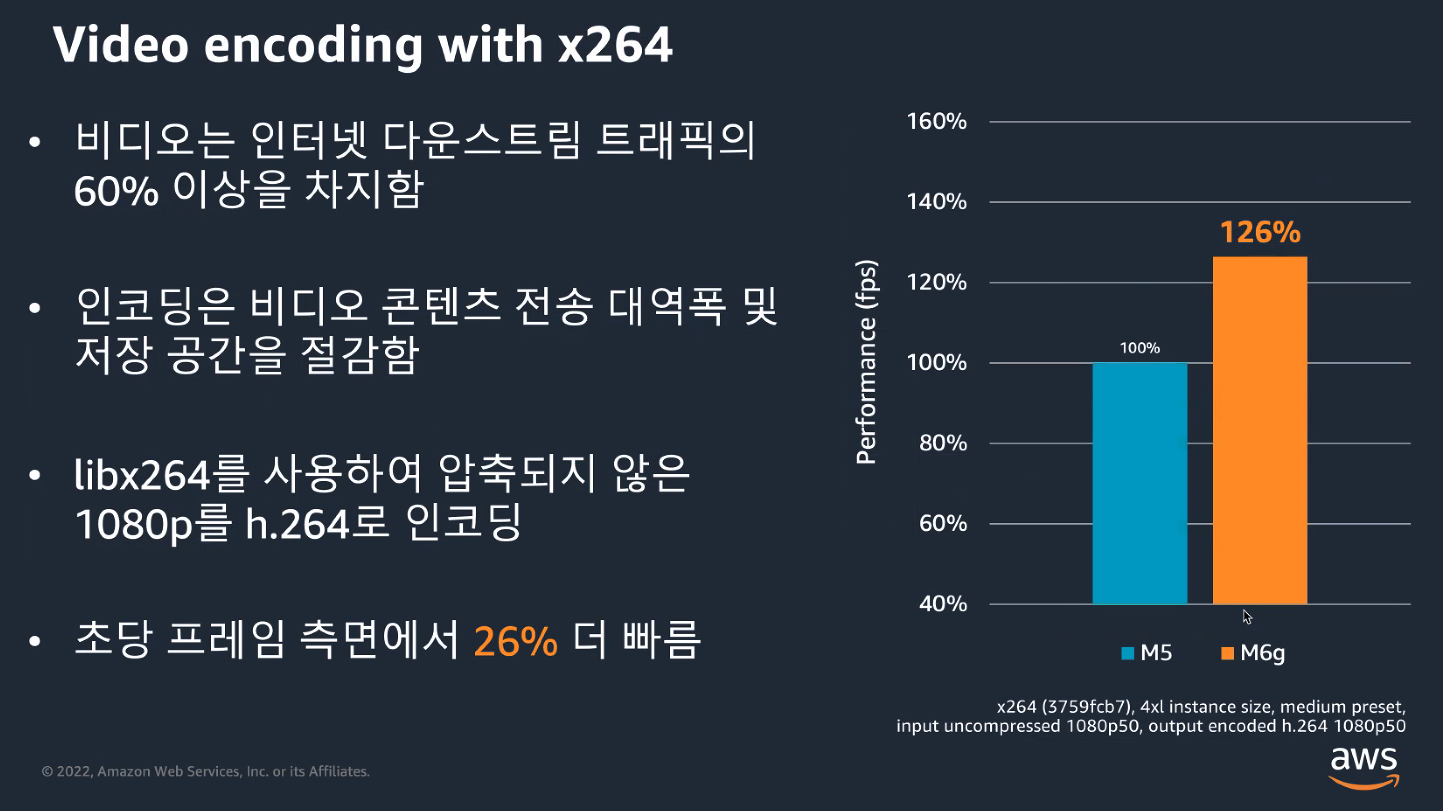 Video encoding with x264
• 비디오는 인터넷 다운스트림 트래픽의
60% 이상을 차지함
• 인코딩은 비디오 콘텐츠 전송 대역폭 및
저장 공간을 절감함
• libx264를 사용하여 압축되지 않은
1080p를 h.264로 인코딩
• 초당 프레임 측면에서 26% 더 빠름
Performance (fps)
160%
140%
120%
100%
80%
60%
40%
100%
126%
M5
M6g
x264 (3759fcb7), 4xl instance size, medium preset,
input uncompressed 1080p50, output encoded h.264 1080p50
© 2022, Amazon Web Services, Inc. or its Affiliates.
aws